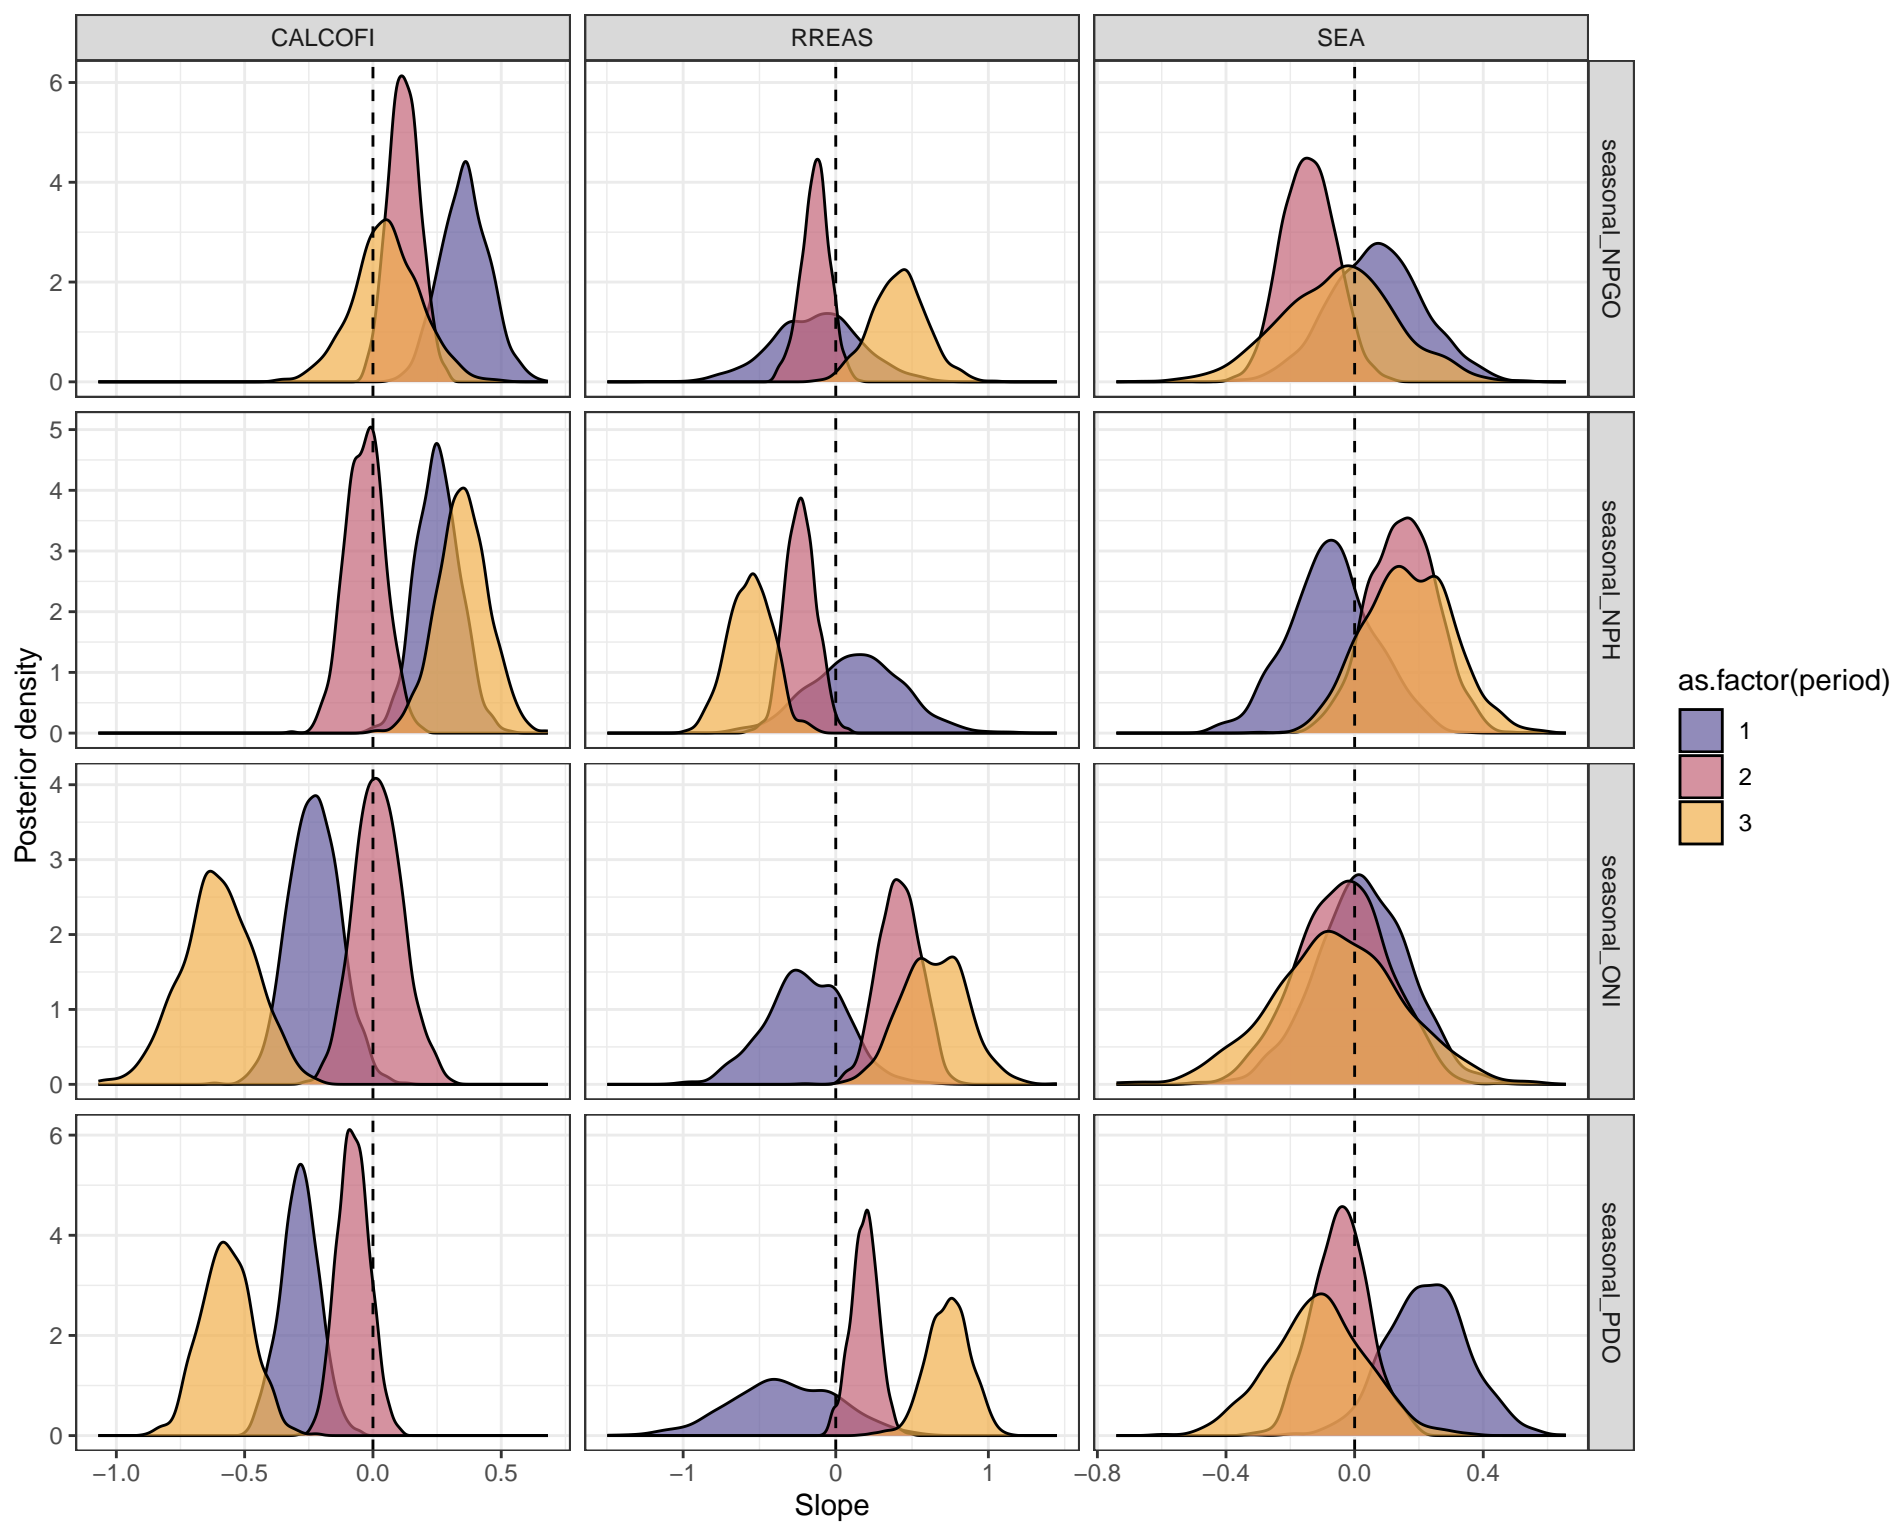 CALCOFI RREAS SEA
6
4
2
0
seasonal_NPGO
5
4
3
2
1
0
seasonal_NPH
4
3
2
1
0
seasonal_ONI
6
4
2
0
seasonal_PDO
−1.0 −0.5 0.0 0.5 −1 0 1 −0.8 −0.4 0.0 0.4
Slope
Posterior density
as.factor(period)
1
2
3